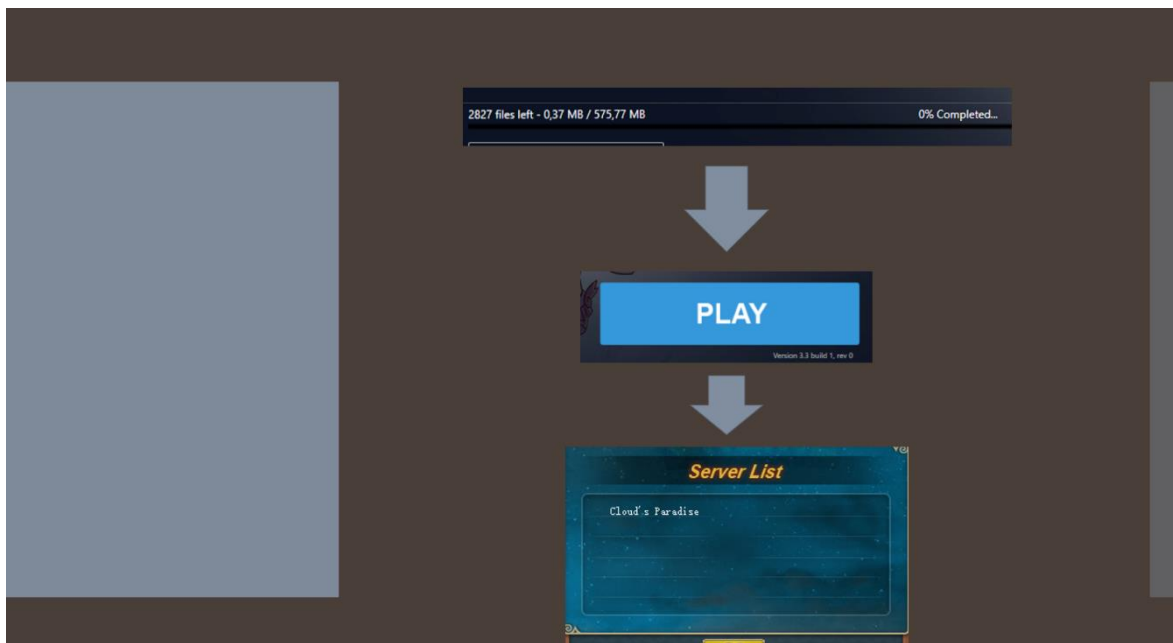 2827 files left - 0,37 MB / 575,77 MB 0% Completed...
PLAY
Version 3.3 build 1, rev 0
Server List
Cloud's Paradise